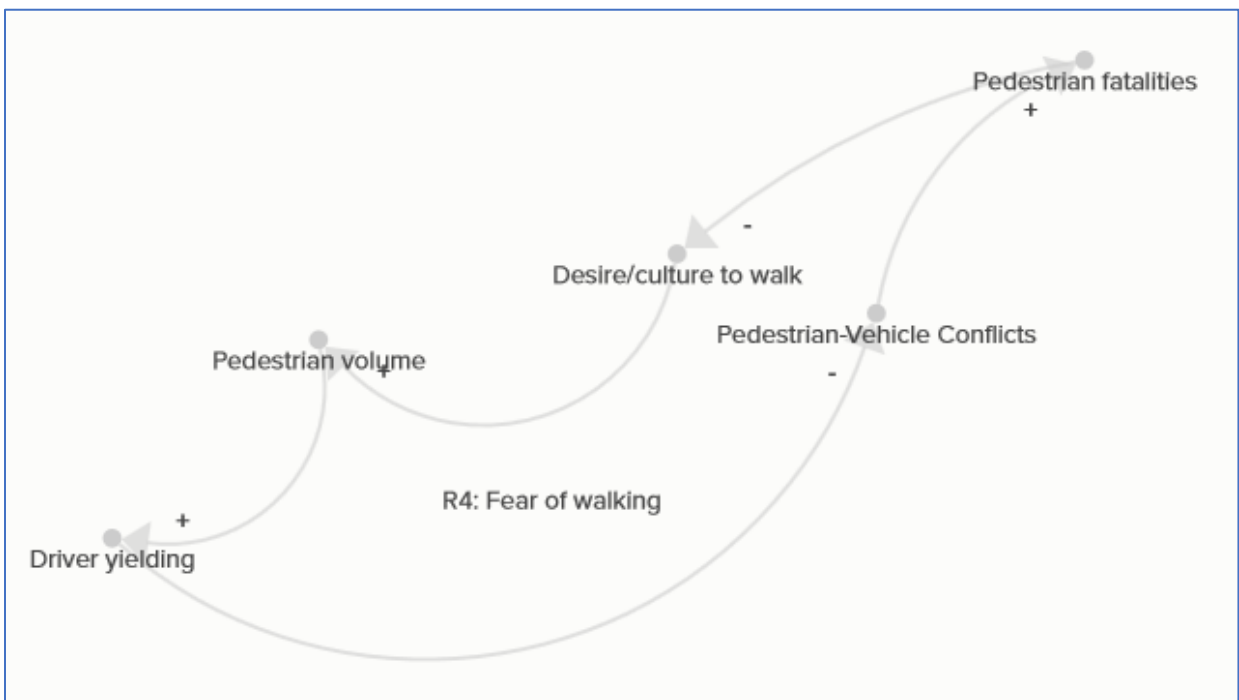 Pedestrian fatalities
+
-
Desire/culture to walk
Pedestrian-Vehicle Conflicts
Pedestrian volume
+
-
R4: Fear of walking
+
Driver yielding